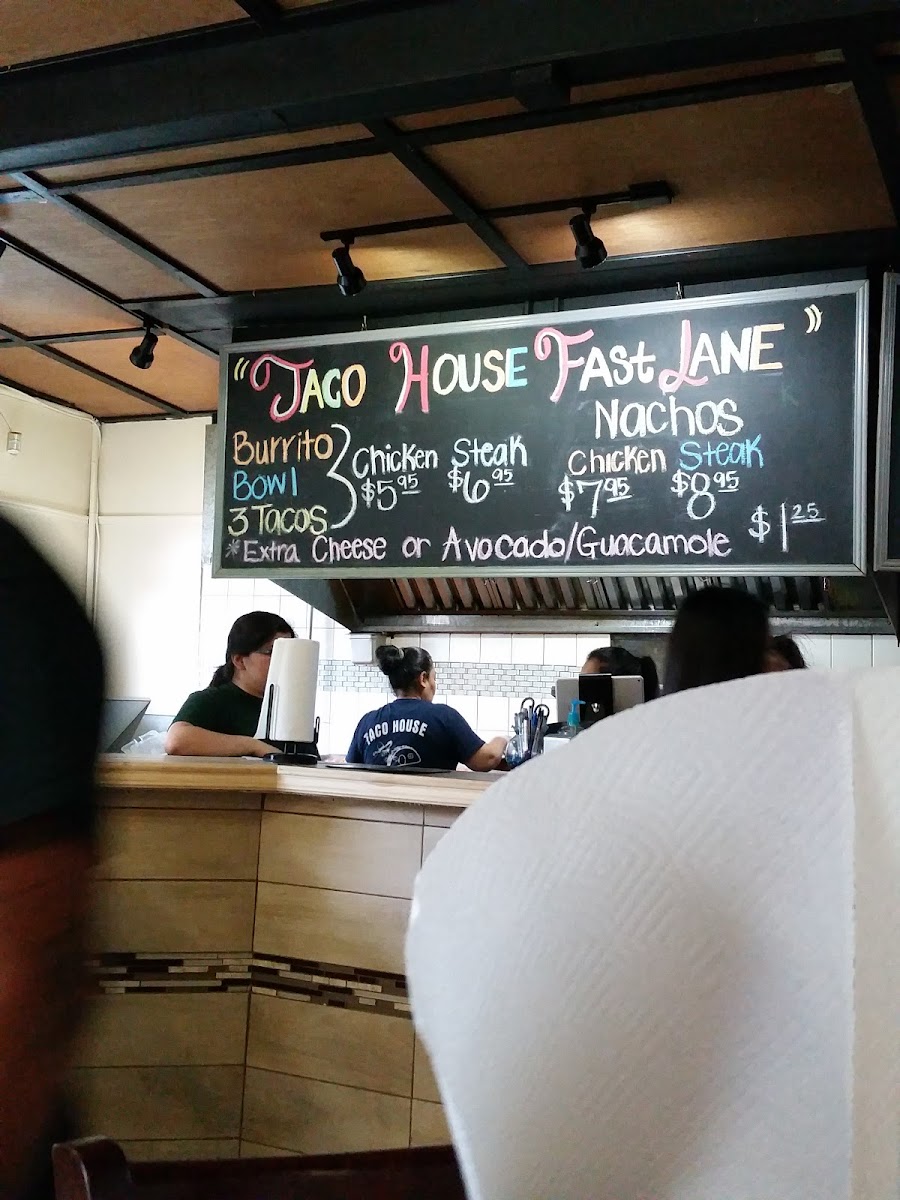 "Taco House Fast Lane"
Nachos
Burrito
Bowl
3 Tacos
Chicken Steak
$5.95 $6.95
Chicken Steak
$7.95 $8.95
*Extra Cheese or Avocado/Guacamole $1.25
TACO HOUSE